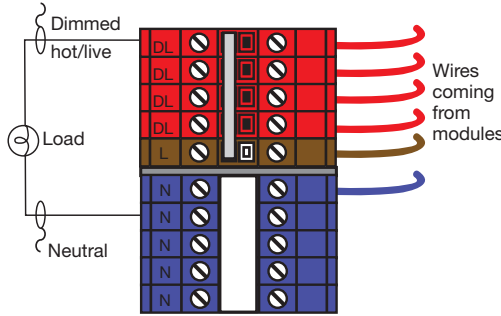 Dimmed
hot/live
Load
Neutral
DL
DL
DL
DL
L
N
N
N
N
N
Wires
coming
from
modules